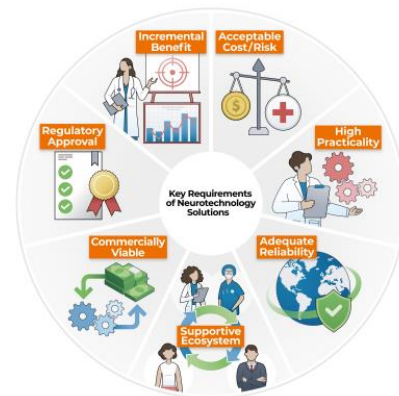 Incremental
Benefit
Acceptable
Cost/Risk
Regulatory
Approval
High
Practicality
Key Requirements
of Neurotechnology
Solutions
Commercially
Viable
Adequate
Reliability
Supportive
Ecosystem
$